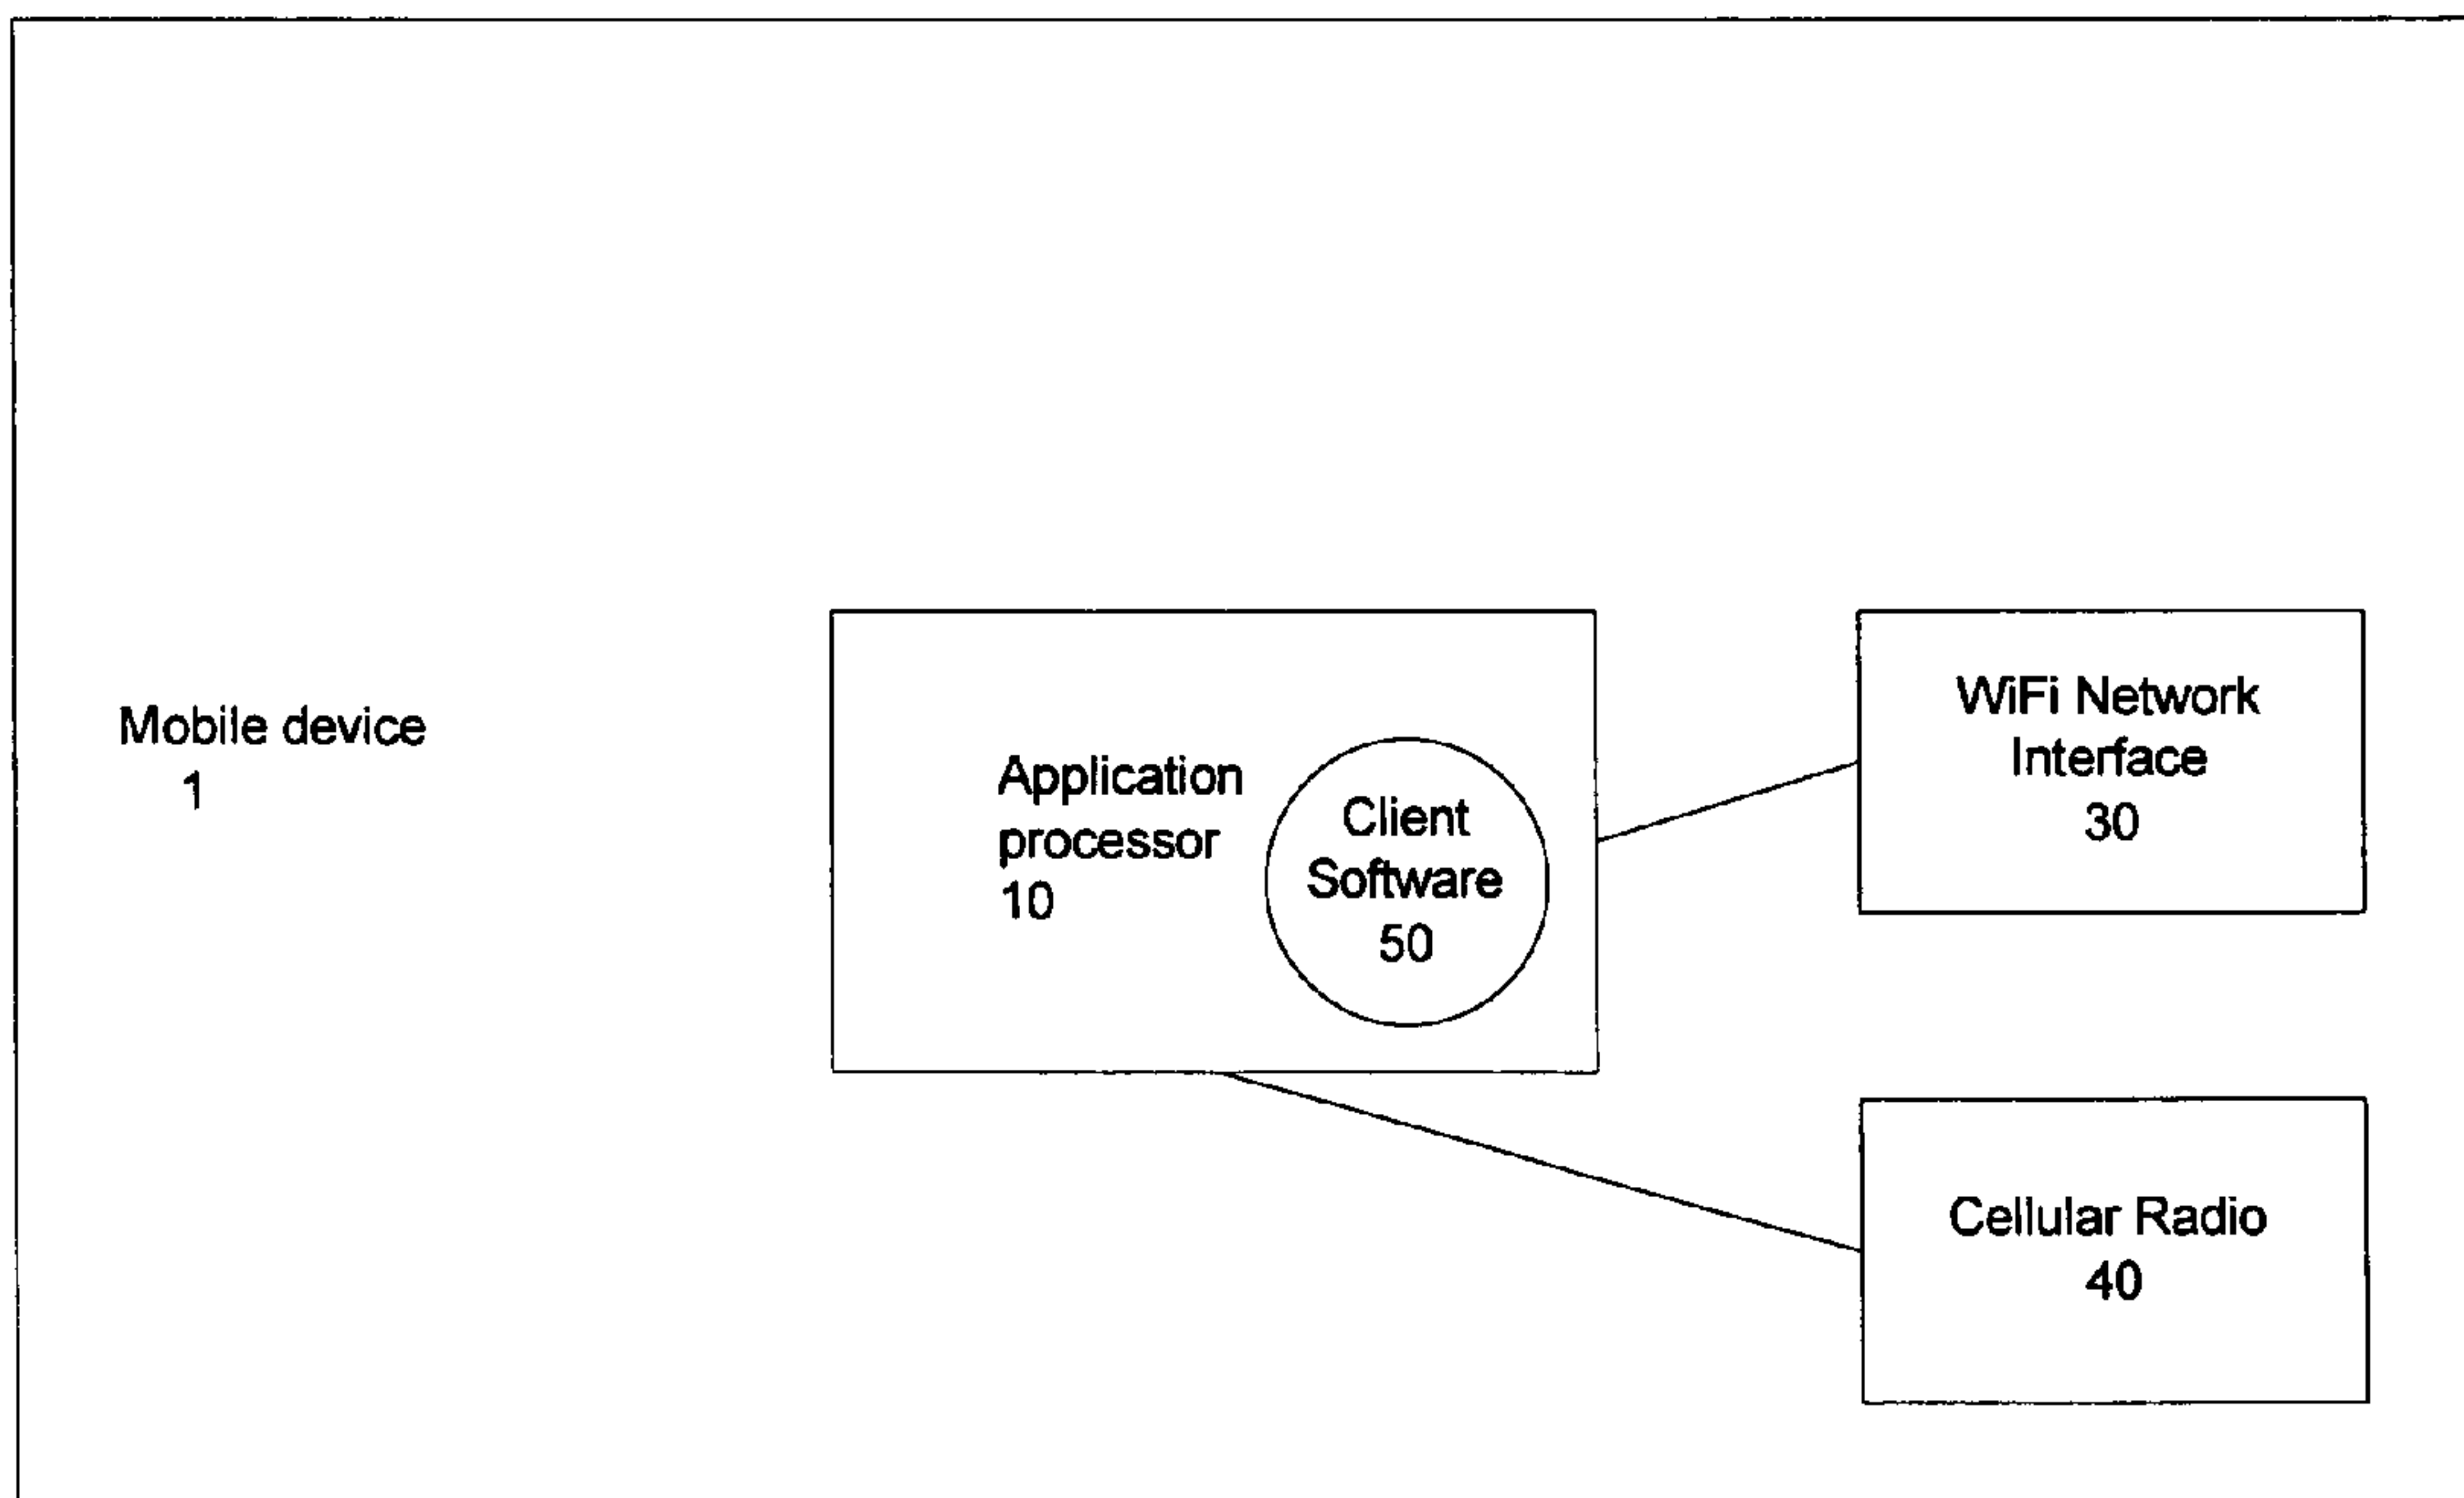 Mobile device
1
Application
processor
10
Client
Software
50
WiFi Network
Interface
30
Cellular Radio
40